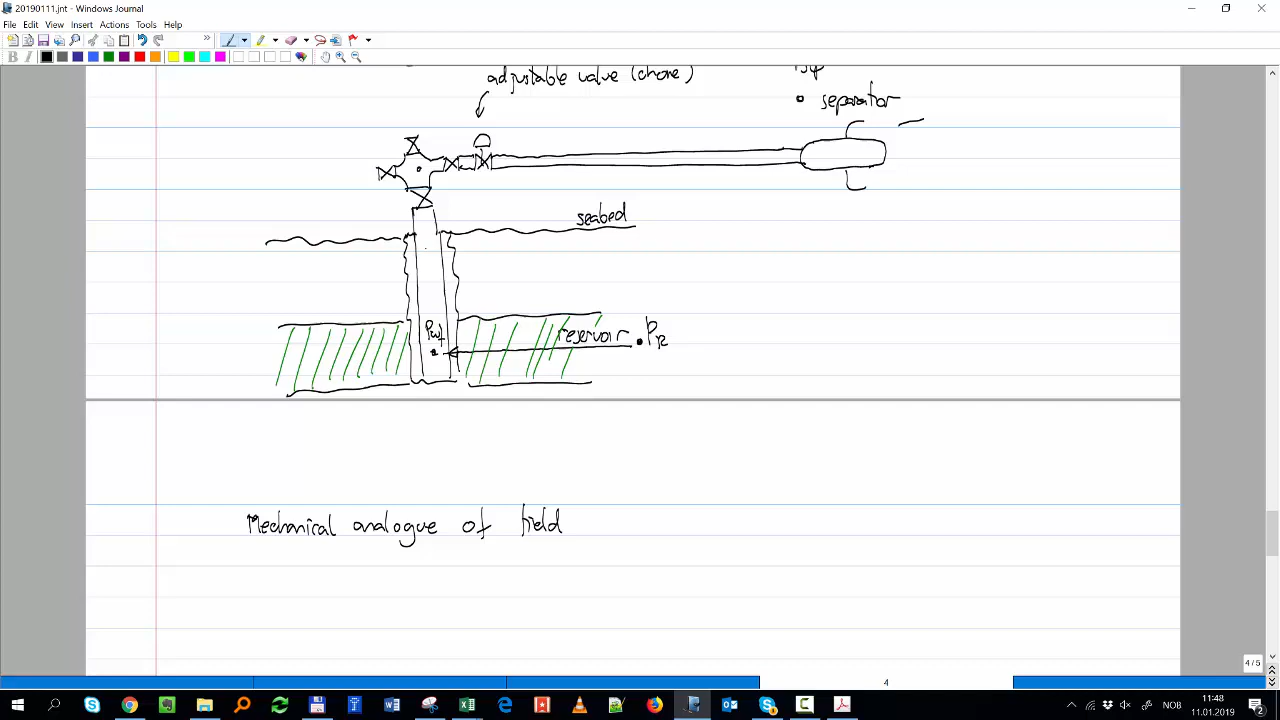 20190111.jnt - Windows Journal
File Edit View Insert Actions Tools Help
B I
adjustable valve (choke)
separator
seabed
Pwf
reservoir
PR
Mechanical analogue of field
4 / 5
4
NOB
11:48
11.01.2019
2